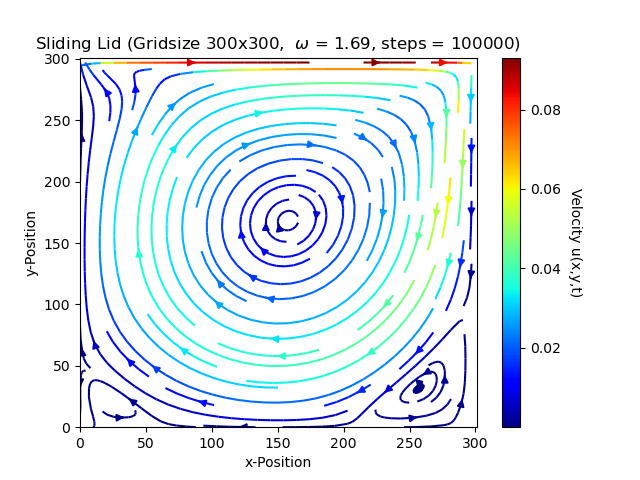 Sliding Lid (Gridsize 300x300, ω = 1.69, steps = 100000)
300
250
200
150
100
50
0
y-Position
0 50 100 150 200 250 300
x-Position
0.08
0.06
0.04
0.02
Velocity u(x,y,t)